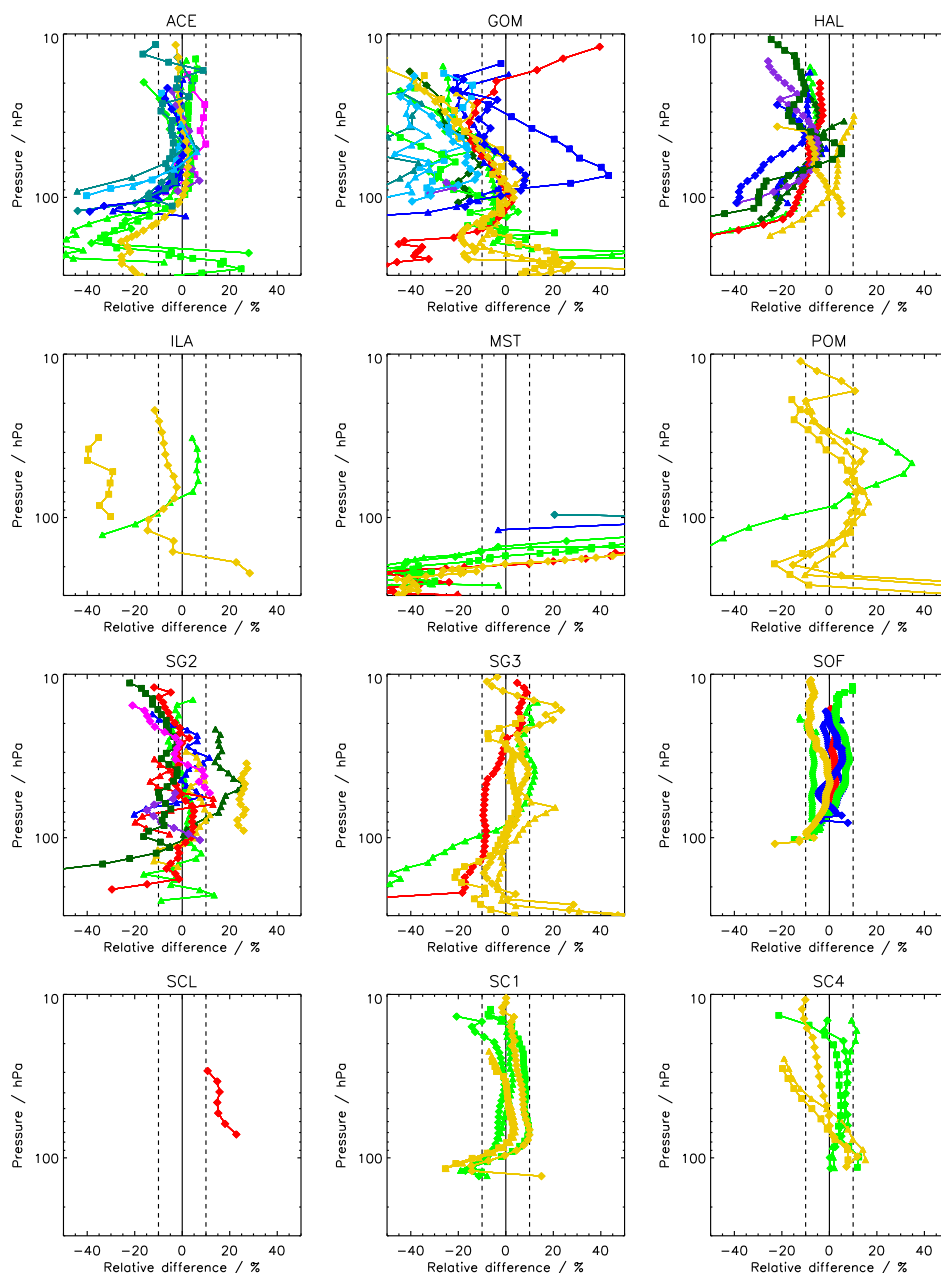 ACE
GOM
HAL
10
100
Pressure / hPa
−40 −20 0 20 40
Relative difference / %
10
100
Pressure / hPa
−40 −20 0 20 40
Relative difference / %
10
100
Pressure / hPa
−40 −20 0 20 40
Relative difference / %
ILA
MST
POM
10
100
Pressure / hPa
−40 −20 0 20 40
Relative difference / %
10
100
Pressure / hPa
−40 −20 0 20 40
Relative difference / %
10
100
Pressure / hPa
−40 −20 0 20 40
Relative difference / %
SG2
SG3
SOF
10
100
Pressure / hPa
−40 −20 0 20 40
Relative difference / %
10
100
Pressure / hPa
−40 −20 0 20 40
Relative difference / %
10
100
Pressure / hPa
−40 −20 0 20 40
Relative difference / %
SCL
SC1
SC4
10
100
Pressure / hPa
−40 −20 0 20 40
Relative difference / %
10
100
Pressure / hPa
−40 −20 0 20 40
Relative difference / %
10
100
Pressure / hPa
−40 −20 0 20 40
Relative difference / %